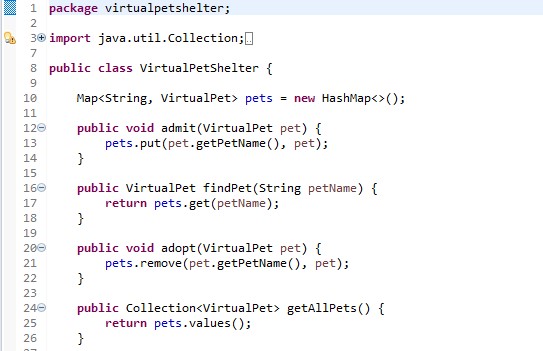 1 package virtualpetshelter;
2
3 import java.util.Collection;
7
8 public class VirtualPetShelter {
9
10     Map<String, VirtualPet> pets = new HashMap<>();
11
12     public void admit(VirtualPet pet) {
13         pets.put(pet.getPetName(), pet);
14     }
15
16     public VirtualPet findPet(String petName) {
17         return pets.get(petName);
18     }
19
20     public void adopt(VirtualPet pet) {
21         pets.remove(pet.getPetName(), pet);
22     }
23
24     public Collection<VirtualPet> getAllPets() {
25         return pets.values();
26     }